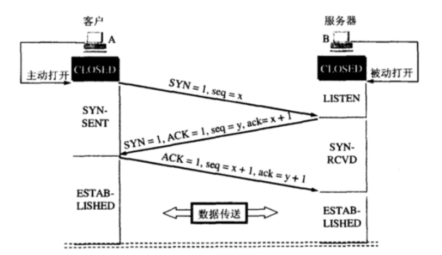 客户
服务器
A
B
主动打开
CLOSED
CLOSED
被动打开
SYN = 1, seq = x
LISTEN
SYN-
SENT
SYN = 1, ACK = 1, seq = y, ack= x + 1
SYN-
RCVD
ACK = 1, seq = x + 1, ack = y + 1
ESTAB-
LISHED
数据传送
ESTAB-
LISHED